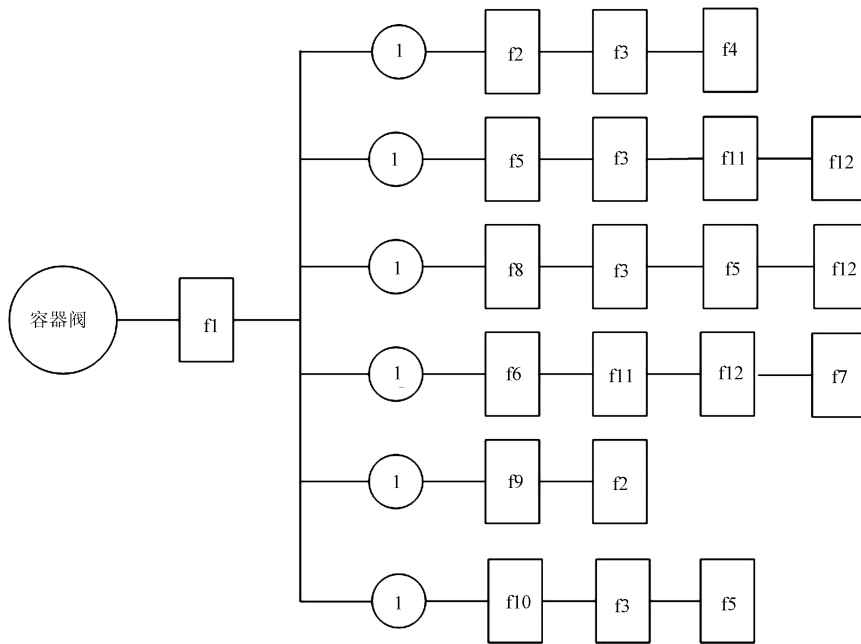 1 f2 f3 f4
1 f5 f3 f11 f12
1 f8 f3 f5 f12
容器阀 f1
1 f6 f11 f12 f7
1 f9 f2
1 f10 f3 f5